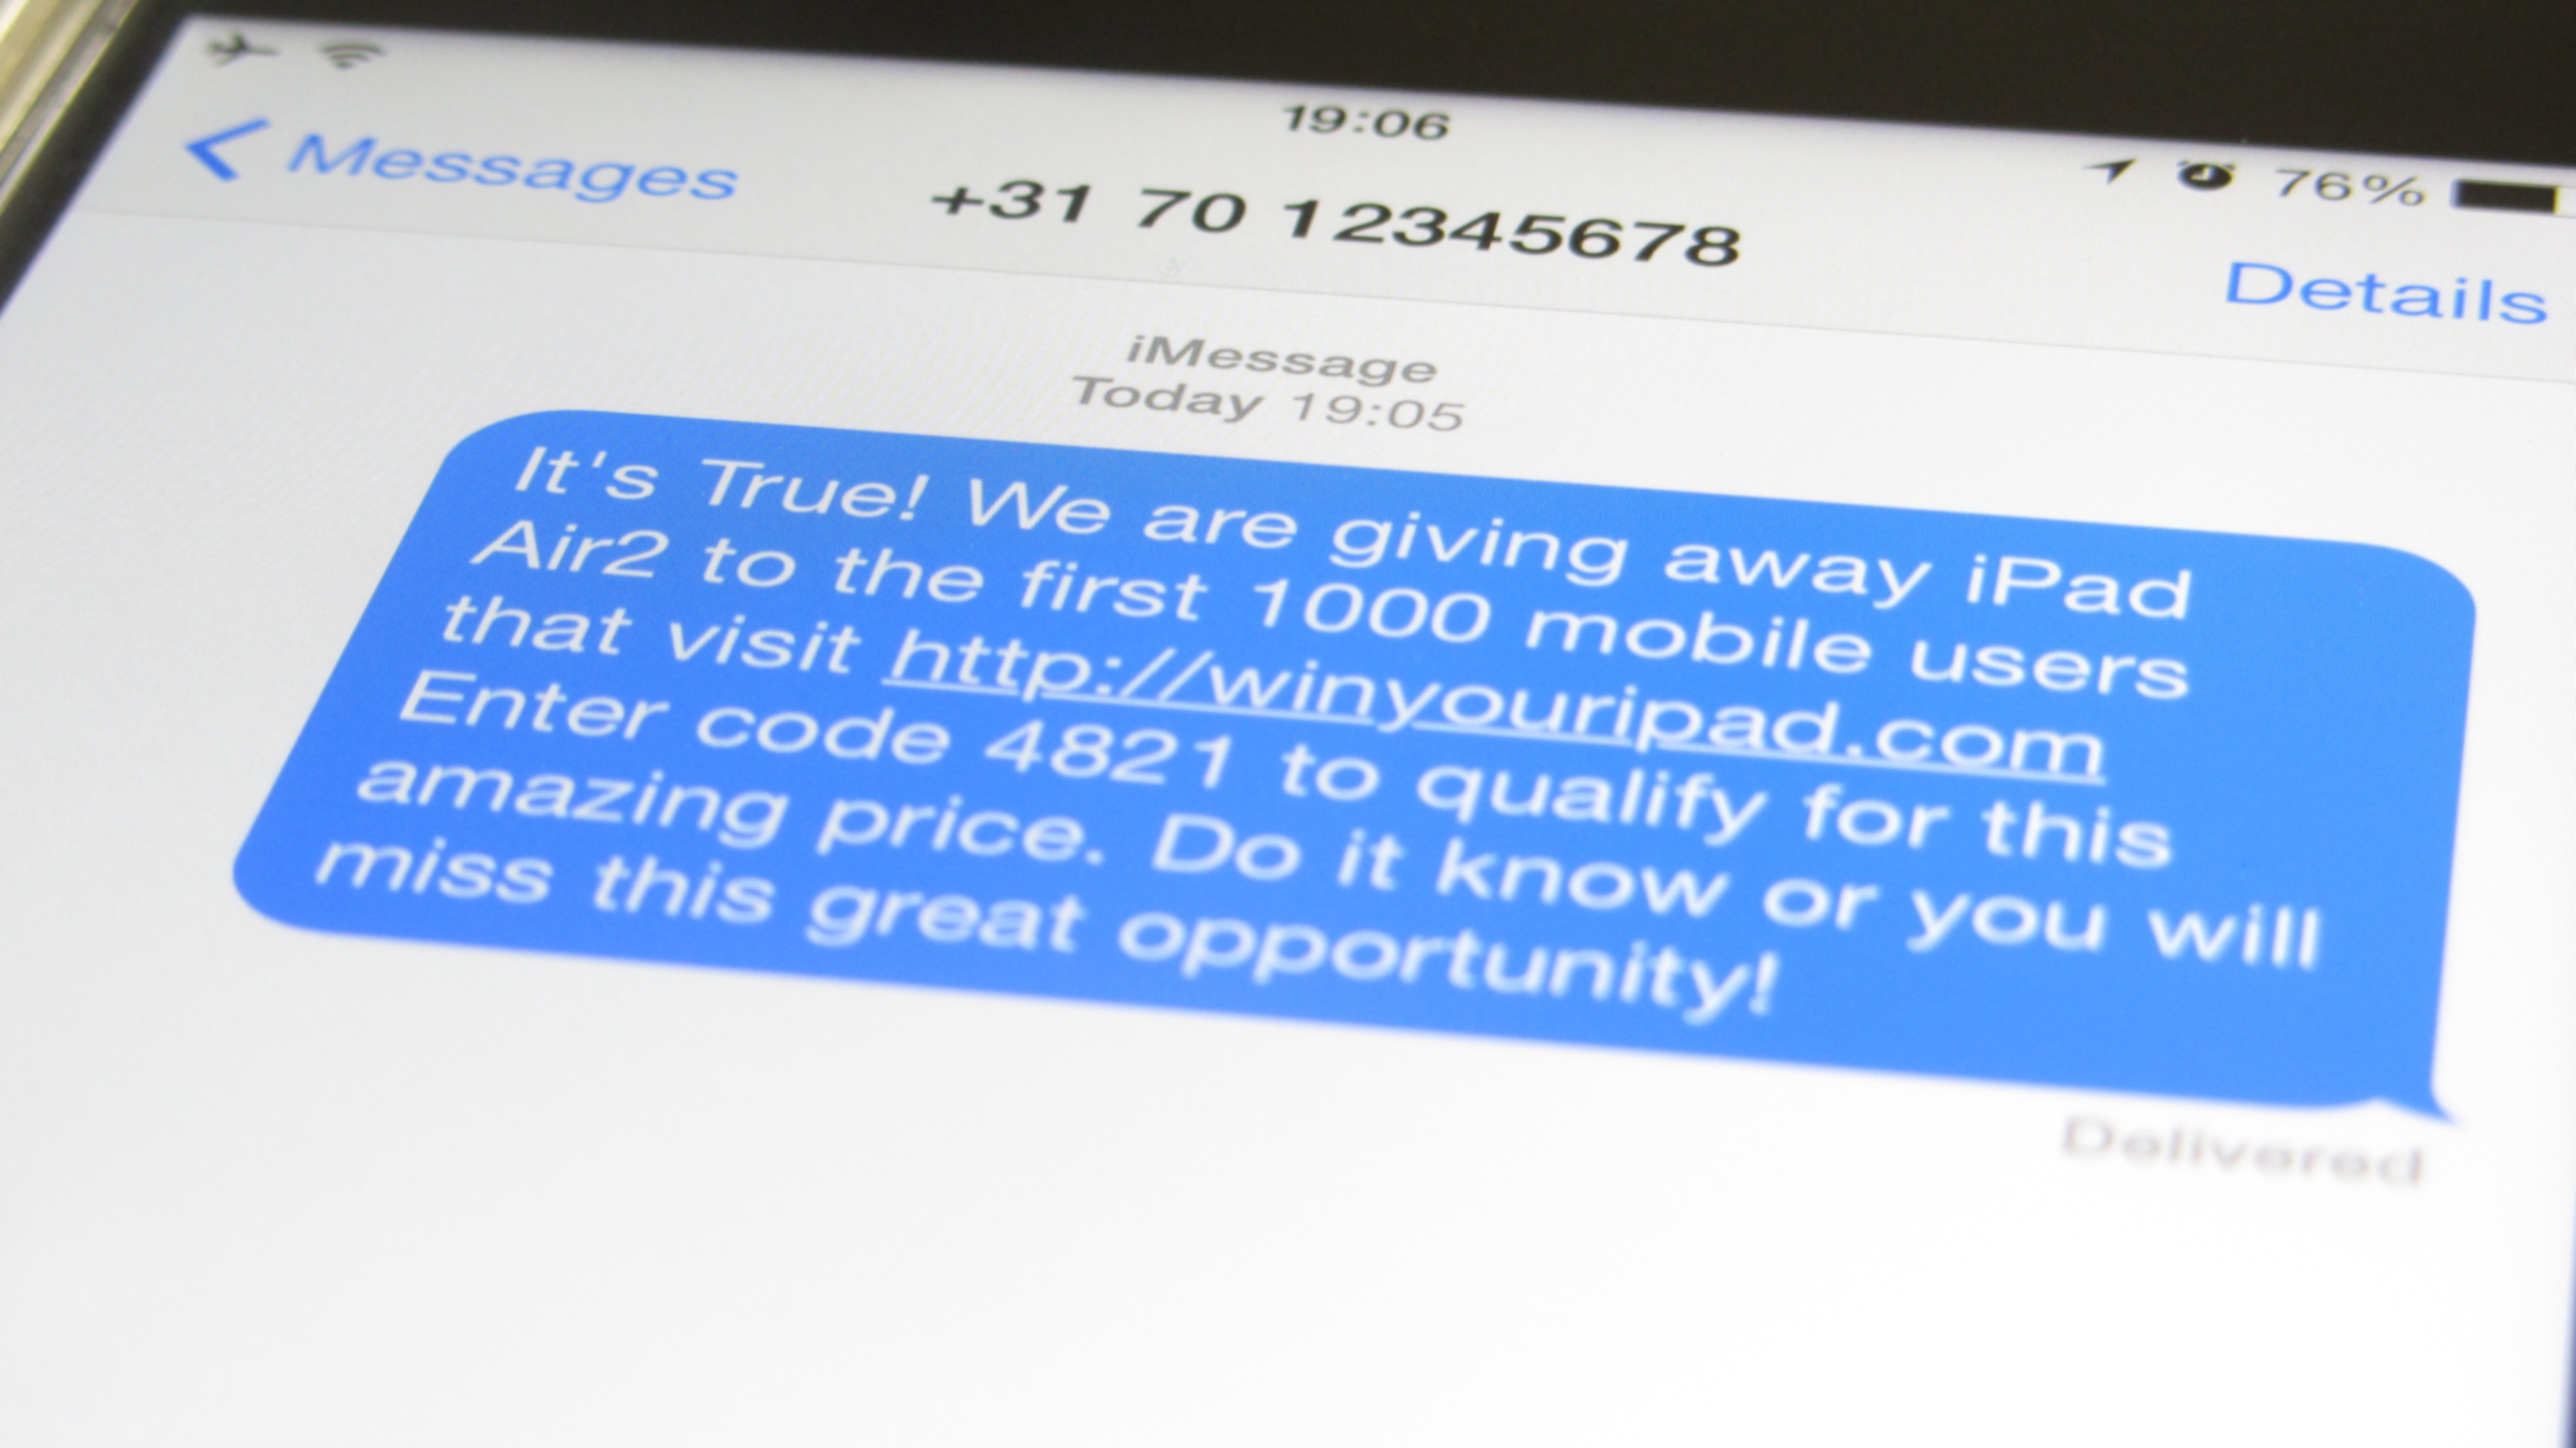 19:06
76%
Messages
+31 70 12345678
Details
iMessage
Today 19:05
It's True! We are giving away iPad
Air2 to the first 1000 mobile users
that visit http://winyouripad.com
Enter code 4821 to qualify for this
amazing price. Do it know or you will
miss this great opportunity!
Delivered